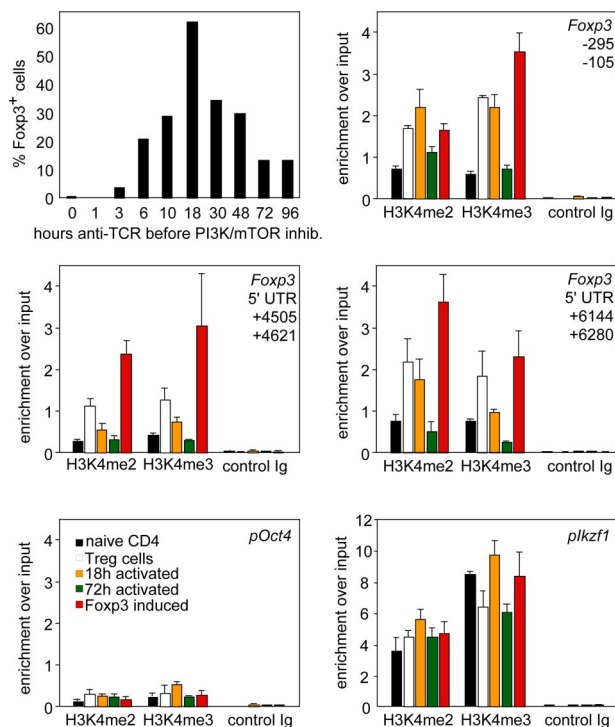 60
50
40
30
20
10
0
% Foxp3+ cells
0 1 3 6 10 18 30 48 72 96
hours anti-TCR before PI3K/mTOR inhib.
4
3
2
1
0
enrichment over input
Foxp3
-295
-105
H3K4me2 H3K4me3 control Ig
4
3
2
1
0
enrichment over input
Foxp3
5' UTR
+4505
+4621
H3K4me2 H3K4me3 control Ig
4
3
2
1
0
enrichment over input
Foxp3
5' UTR
+6144
+6280
H3K4me2 H3K4me3 control Ig
4
3
2
1
0
enrichment over input
pOct4
naive CD4
Treg cells
18h activated
72h activated
Foxp3 induced
H3K4me2 H3K4me3 control Ig
12
10
8
6
4
2
0
enrichment over input
pIkzf1
H3K4me2 H3K4me3 control Ig